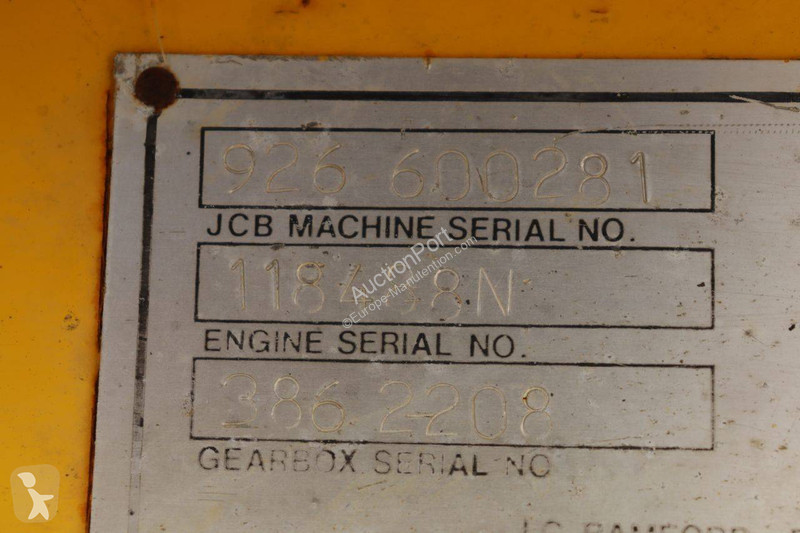 926 600281
JCB MACHINE SERIAL NO.
ENGINE SERIAL NO.
386 2208
GEARBOX SERIAL NO
AuctionPort
©Europe-Manutention.com